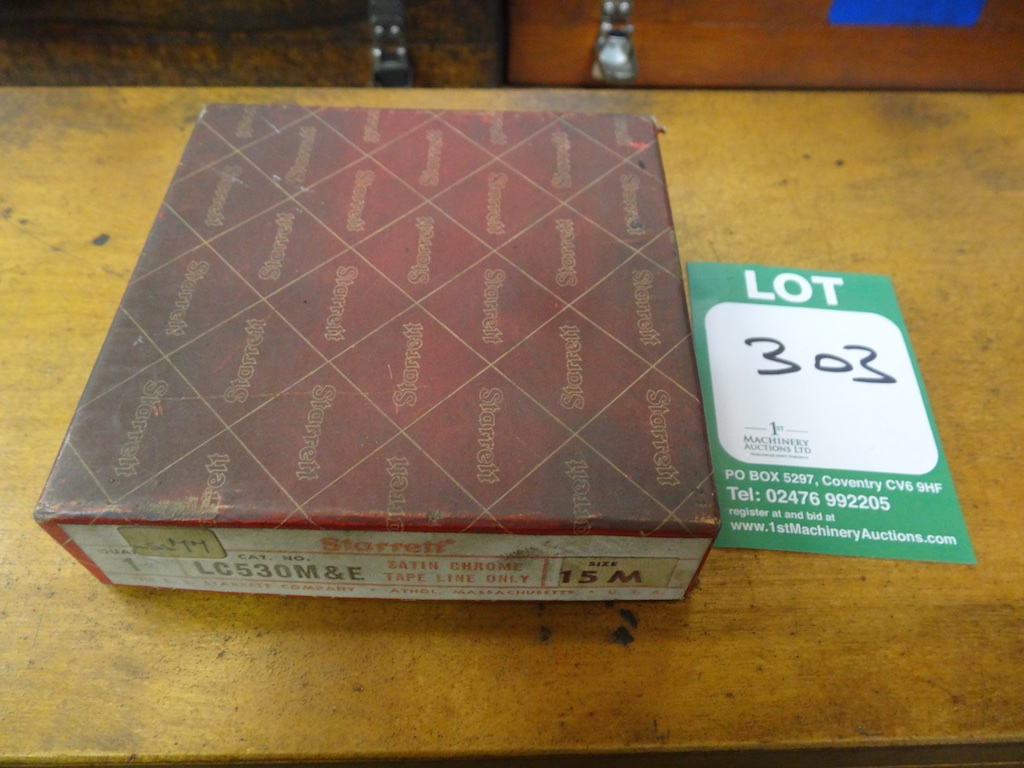 Starrett
QUAN.
1
CAT. NO.
LC530M&E
Starrett
SATIN CHROME
TAPE LINE ONLY
SIZE
15 M
STARRETT COMPANY • ATHOL, MASSACHUSETTS, • U. S. A.
LOT
303
1ST
MACHINERY
AUCTIONS LTD
PO BOX 5297, Coventry CV6 9HF
Tel: 02476 992205
register at and bid at
www.1stMachineryAuctions.com